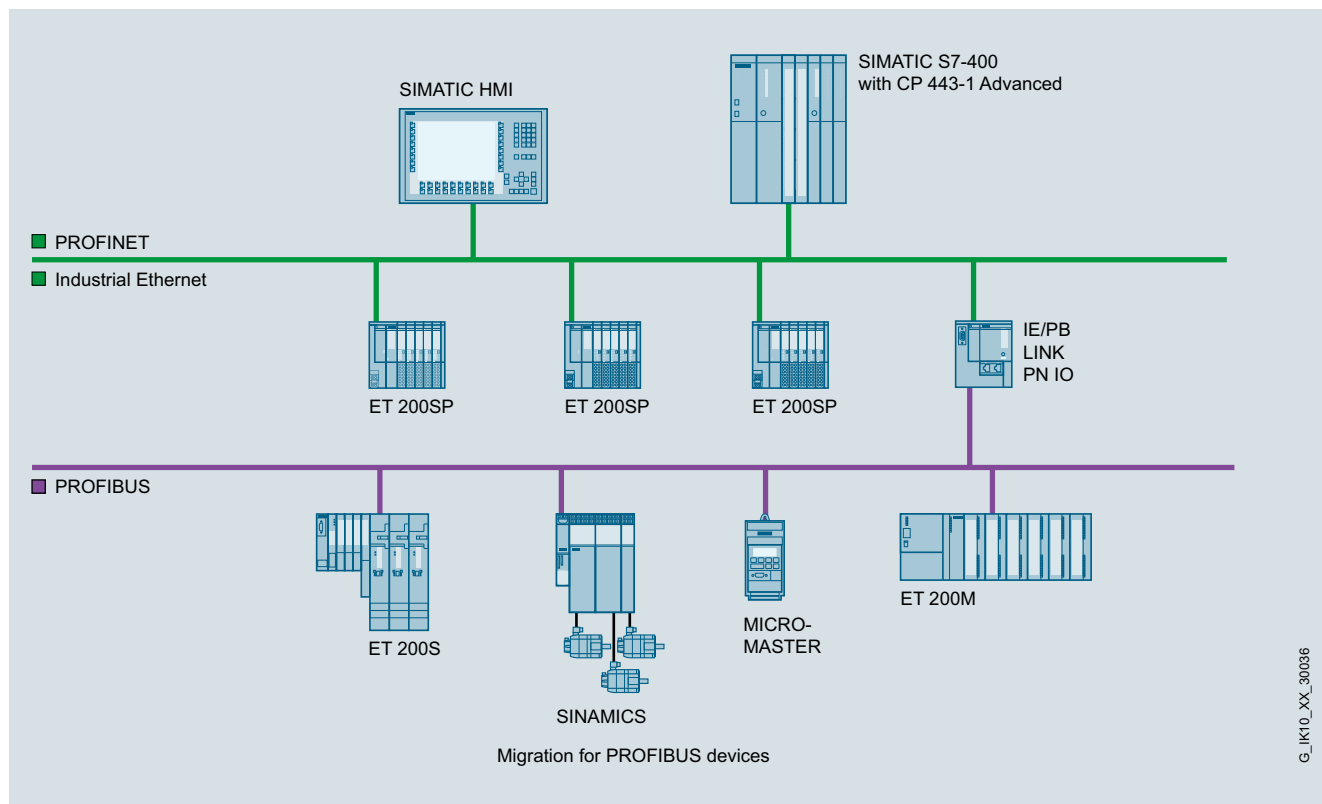 SIMATIC HMI
SIMATIC S7-400
with CP 443-1 Advanced
PROFINET
Industrial Ethernet
ET 200SP
ET 200SP
ET 200SP
IE/PB
LINK
PN IO
PROFIBUS
ET 200S
SINAMICS
MICRO-
MASTER
ET 200M
Migration for PROFIBUS devices
G_IK10_XX_30036